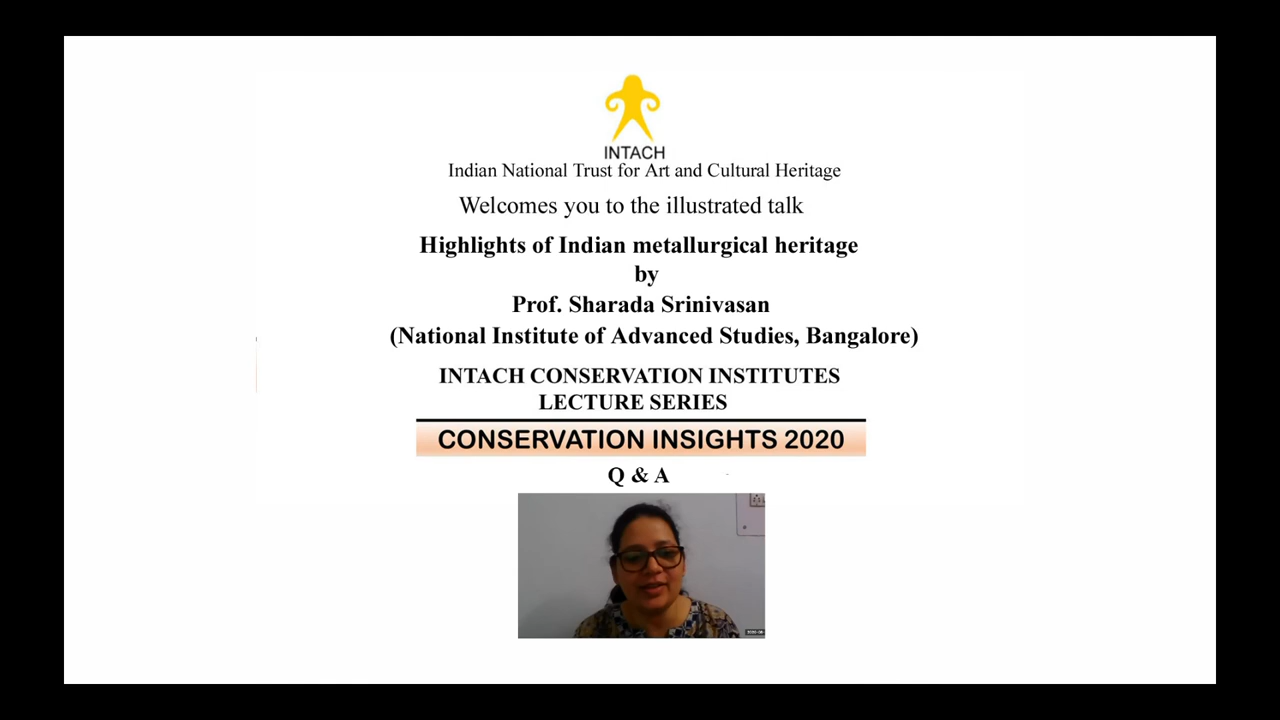 INTACH
Indian National Trust for Art and Cultural Heritage
Welcomes you to the illustrated talk
Highlights of Indian metallurgical heritage
by
Prof. Sharada Srinivasan
(National Institute of Advanced Studies, Bangalore)
INTACH CONSERVATION INSTITUTES
LECTURE SERIES
CONSERVATION INSIGHTS 2020
Q & A